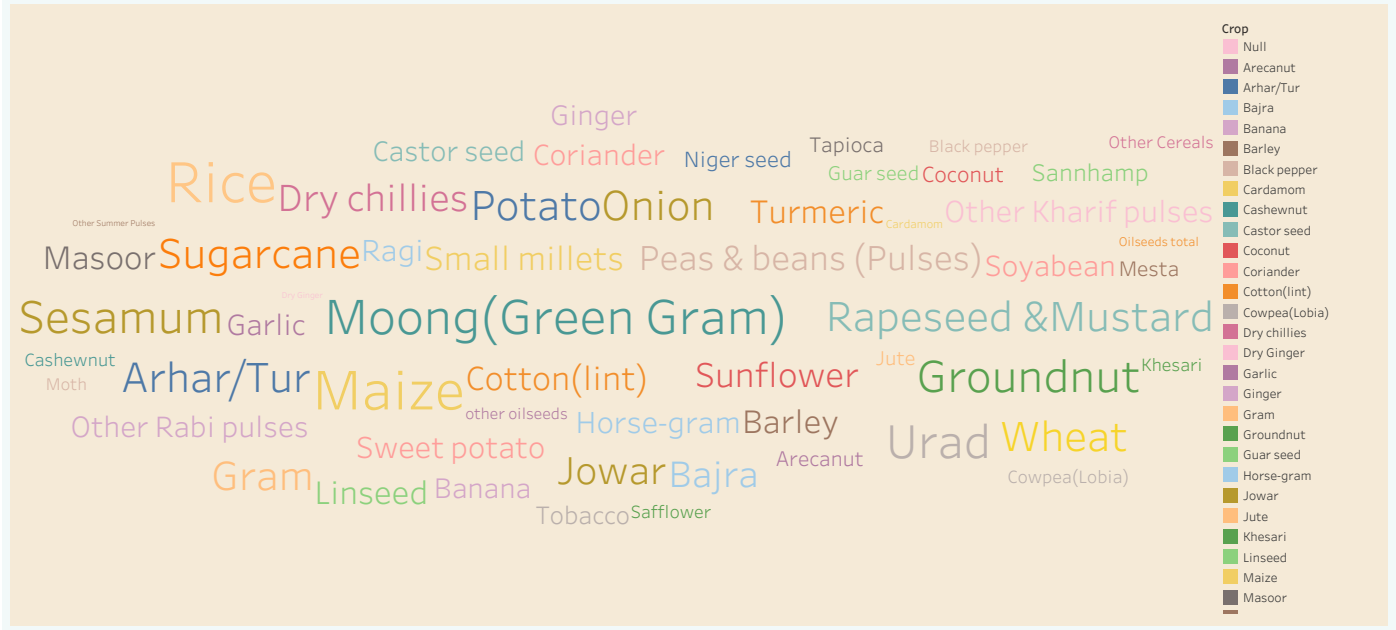 Ginger
Castor seed Coriander Niger seed Tapioca Black pepper Other Cereals
Rice Dry chillies Potato Onion Guar seed Coconut Sannhamp
Turmeric Cardamom Other Kharif pulses
Other Summer Pulses
Masoor Sugarcane Ragi Small millets Peas & beans (Pulses) Soyabean Mesta Oilseeds total
Dry Ginger
Sesamum Garlic Moong(Green Gram) Rapeseed &Mustard
Cashewnut Jute Khesari
Moth Arhar/Tur Maize Cotton(lint) Sunflower Groundnut
other oilseeds
Other Rabi pulses Horse-gram Barley Urad Wheat
Sweet potato Arecanut
Gram Linseed Banana Jowar Bajra Cowpea(Lobia)
Tobacco Safflower
Crop
Null
Arecanut
Arhar/Tur
Bajra
Banana
Barley
Black pepper
Cardamom
Cashewnut
Castor seed
Coconut
Coriander
Cotton(lint)
Cowpea(Lobia)
Dry chillies
Dry Ginger
Garlic
Ginger
Gram
Groundnut
Guar seed
Horse-gram
Jowar
Jute
Khesari
Linseed
Maize
Masoor